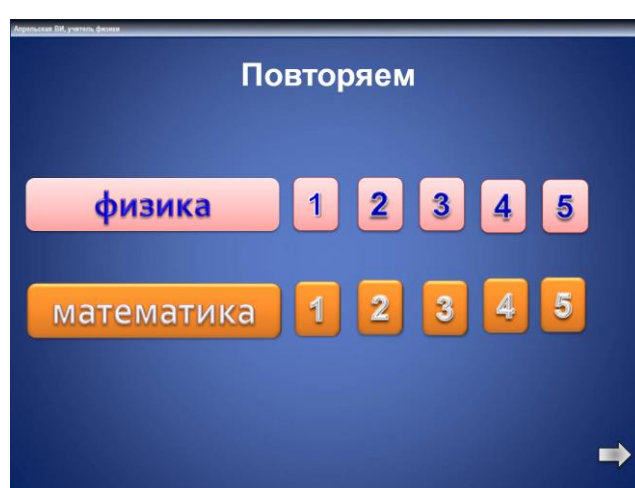 Апрельская ВИ, учитель физики
Повторяем
физика 1 2 3 4 5
математика 1 2 3 4 5